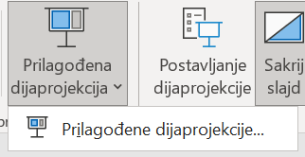 Prilagođena
dijaprojekcija
Postavljanje
dijaprojekcije
Sakrij
slajd
Prilagođene dijaprojekcije...